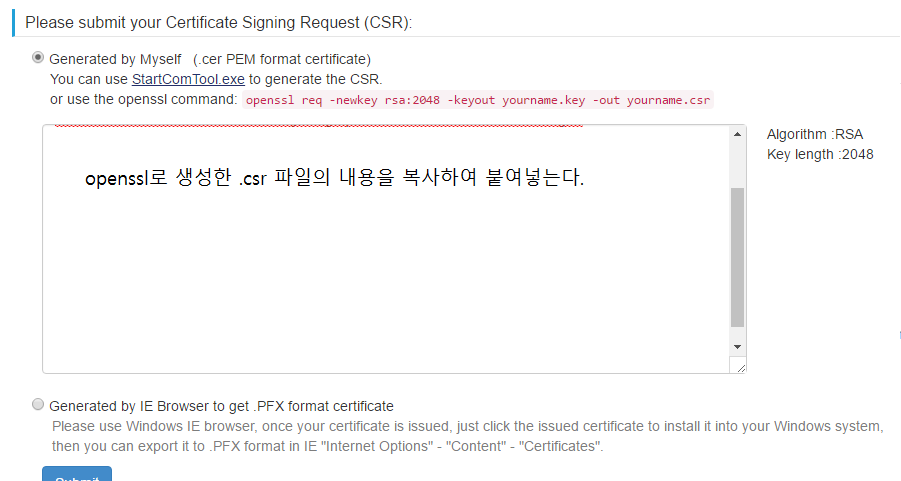 Please submit your Certificate Signing Request (CSR):
Generated by Myself (.cer PEM format certificate)
You can use StartComTool.exe to generate the CSR.
or use the openssl command: openssl req -newkey rsa:2048 -keyout yourname.key -out yourname.csr
openssl로 생성한 .csr 파일의 내용을 복사하여 붙여넣는다.
Algorithm :RSA
Key length :2048
Generated by IE Browser to get .PFX format certificate
Please use Windows IE browser, once your certificate is issued, just click the issued certificate to install it into your Windows system,
then you can export it to .PFX format in IE "Internet Options" - "Content" - "Certificates".
Submit